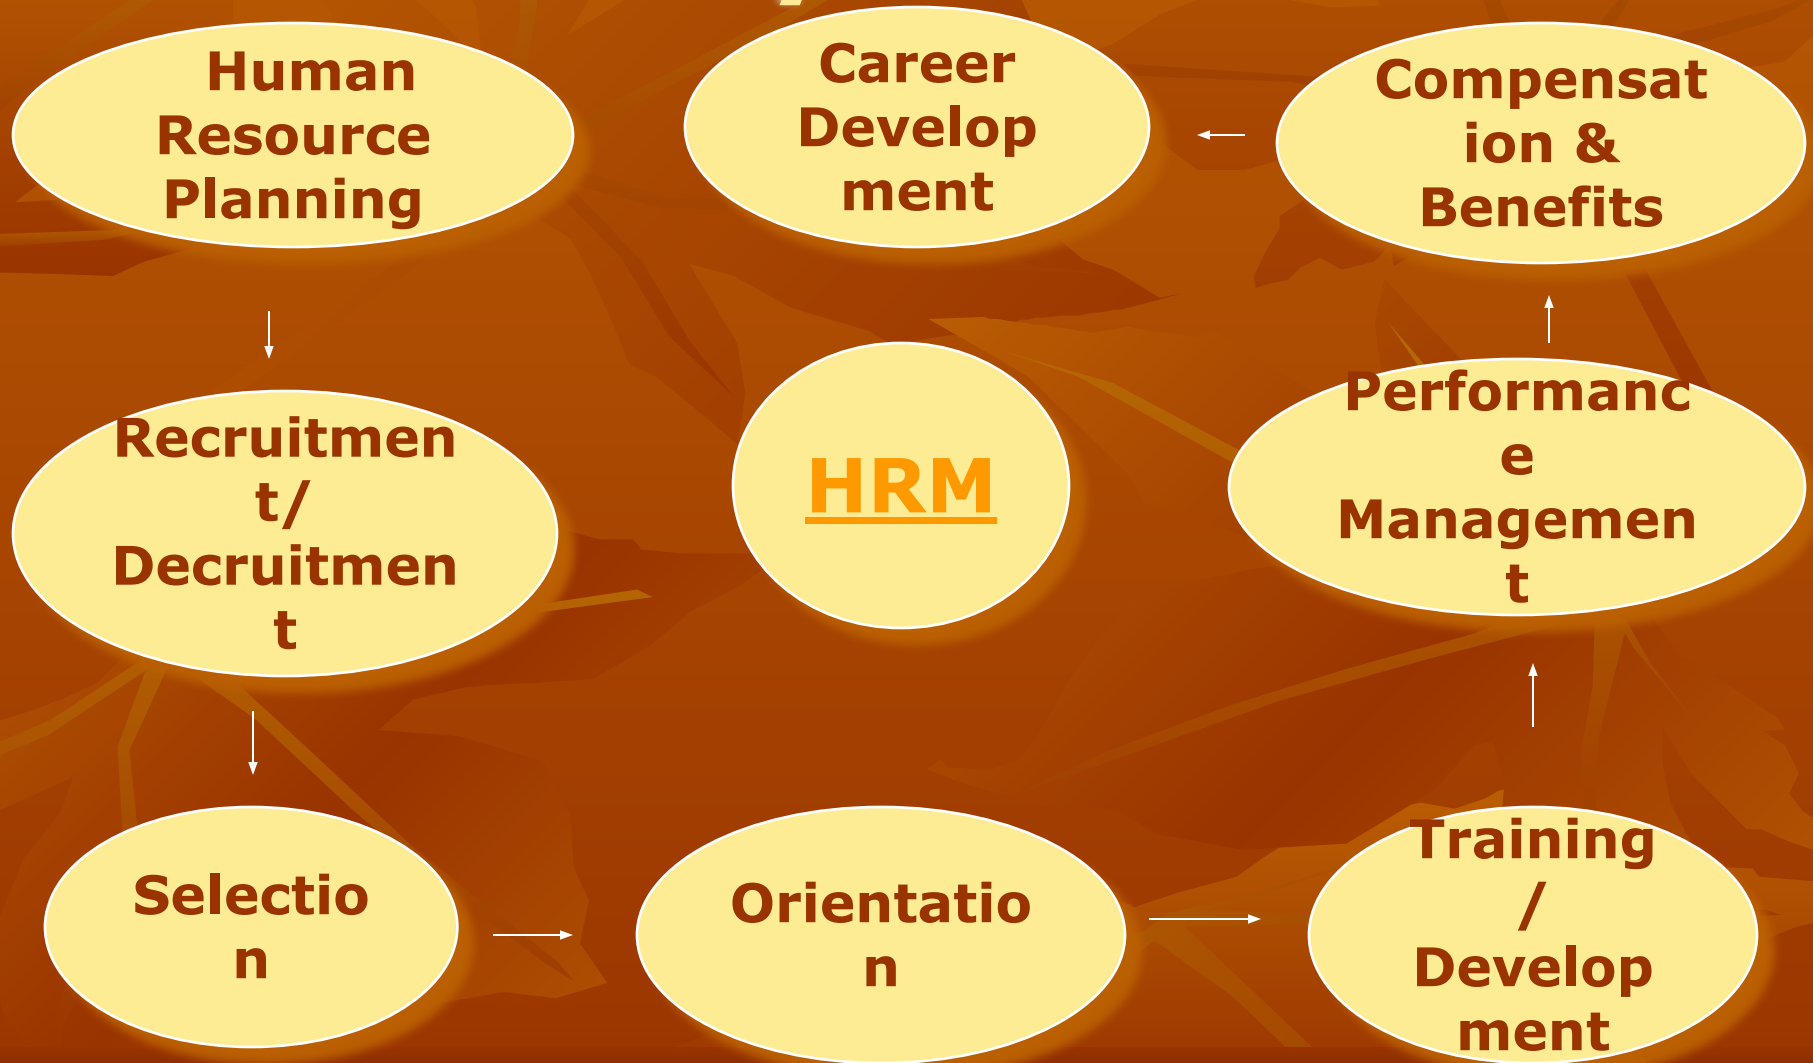 Human
Resource
Planning
Career
Develop
ment
Compensat
ion &
Benefits
Recruitmen
t/
Decruitmen
t
HRM
Performanc
e
Managemen
t
Selectio
n
Orientatio
n
Training
/
Develop
ment